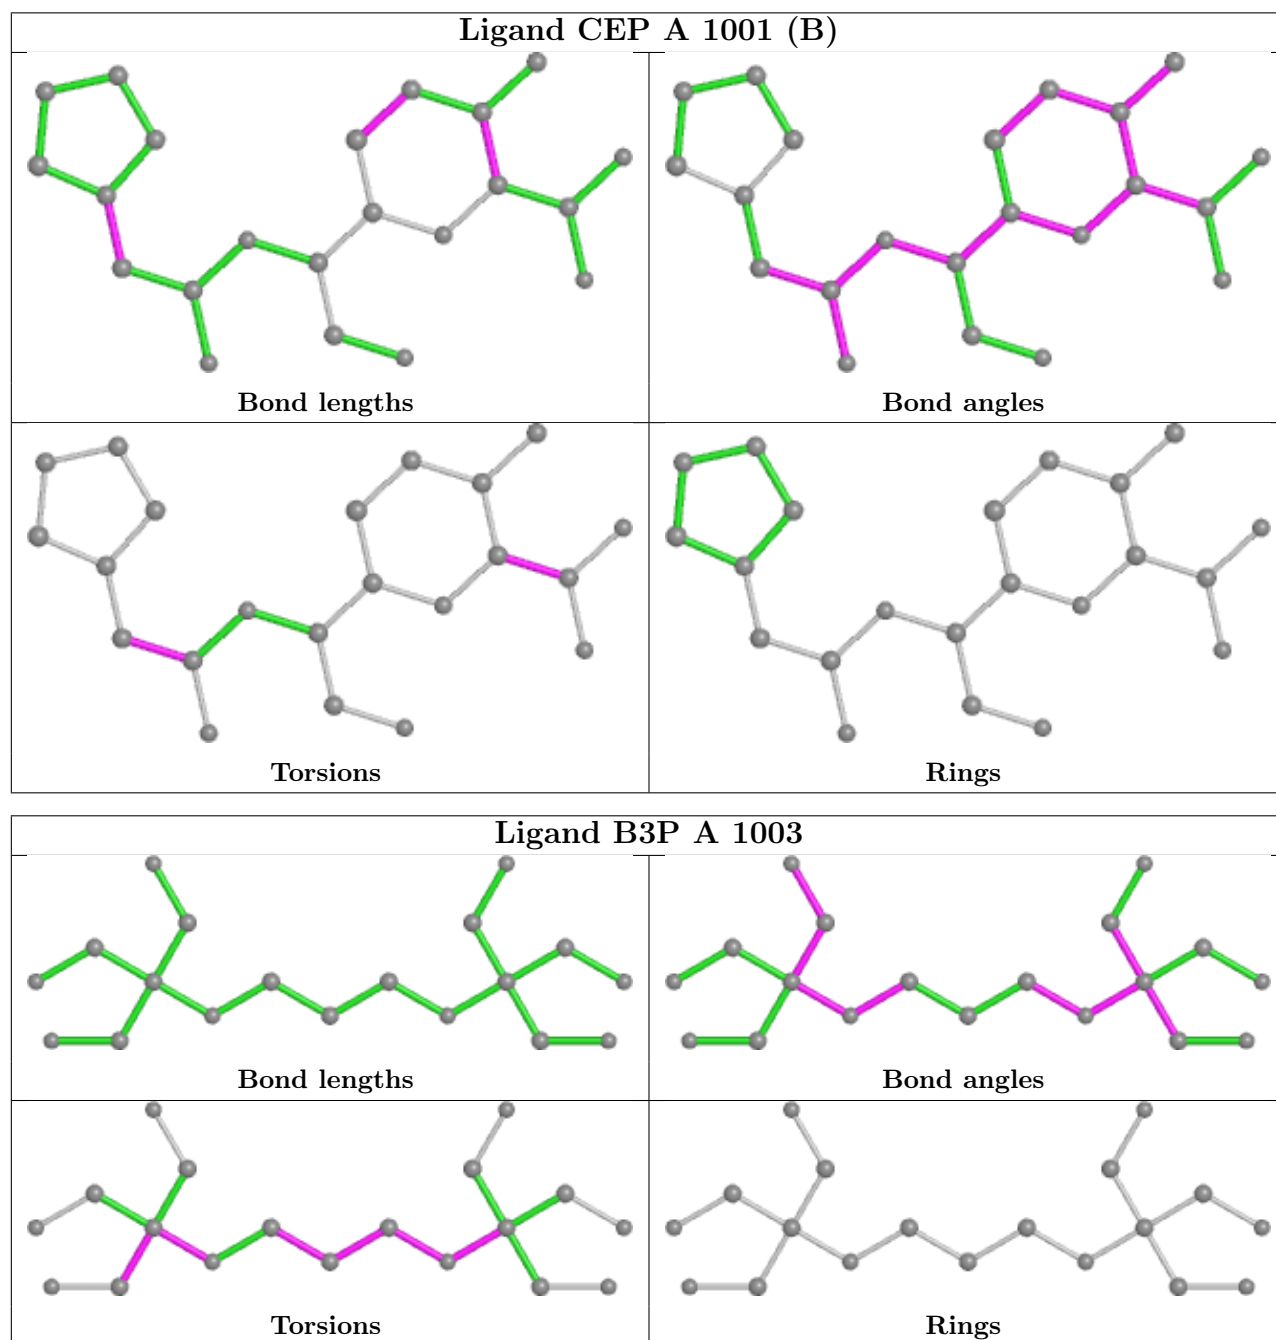 Ligand CEP A 1001 (B)
Bond lengths
Bond angles
Torsions
Rings
Ligand B3P A 1003
Bond lengths
Bond angles
Torsions
Rings